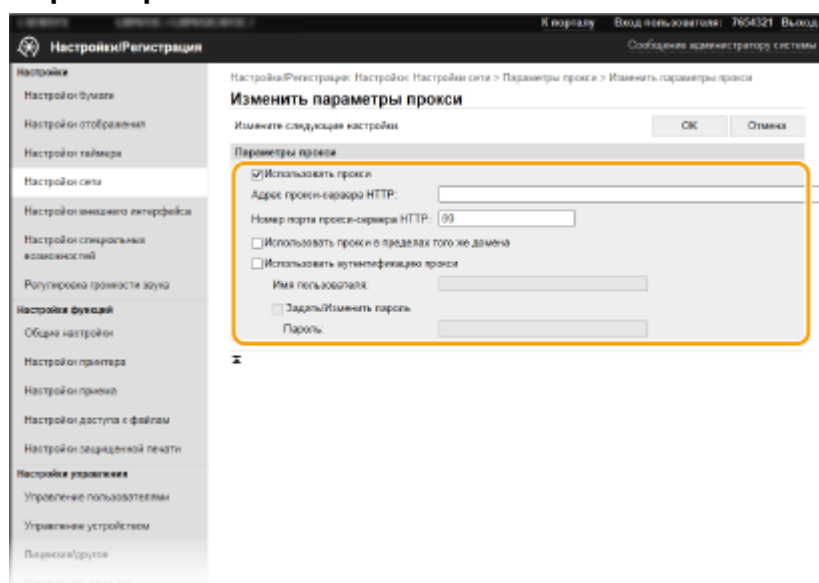 К порталу Вход пользователя: 7654321 Выход
Настройки/Регистрация
Сообщение администратору системы
Настройки
Настройки бумаги
Настройки отображения
Настройки таймера
Настройки сети
Настройки внешнего интерфейса
Настройки специальных
возможностей
Регулировка громкости звука
Настройки функций
Общие настройки
Настройки принтера
Настройки приема
Настройки доступа к файлам
Настройки защищенной печати
Настройки управления
Управление пользователями
Управление устройством
Лицензия/другое
Настройка/Регистрация: Настройки: Настройки сети > Параметры прокси > Изменить параметры прокси
Изменить параметры прокси
Измените следующие настройки.
OK
Отмена
Параметры прокси
Использовать прокси
Адрес прокси-сервера HTTP:
Номер порта прокси-сервера HTTP: 80
Использовать прокси в пределах того же домена
Использовать аутентификацию прокси
Имя пользователя:
Задать/Изменить пароль
Пароль: